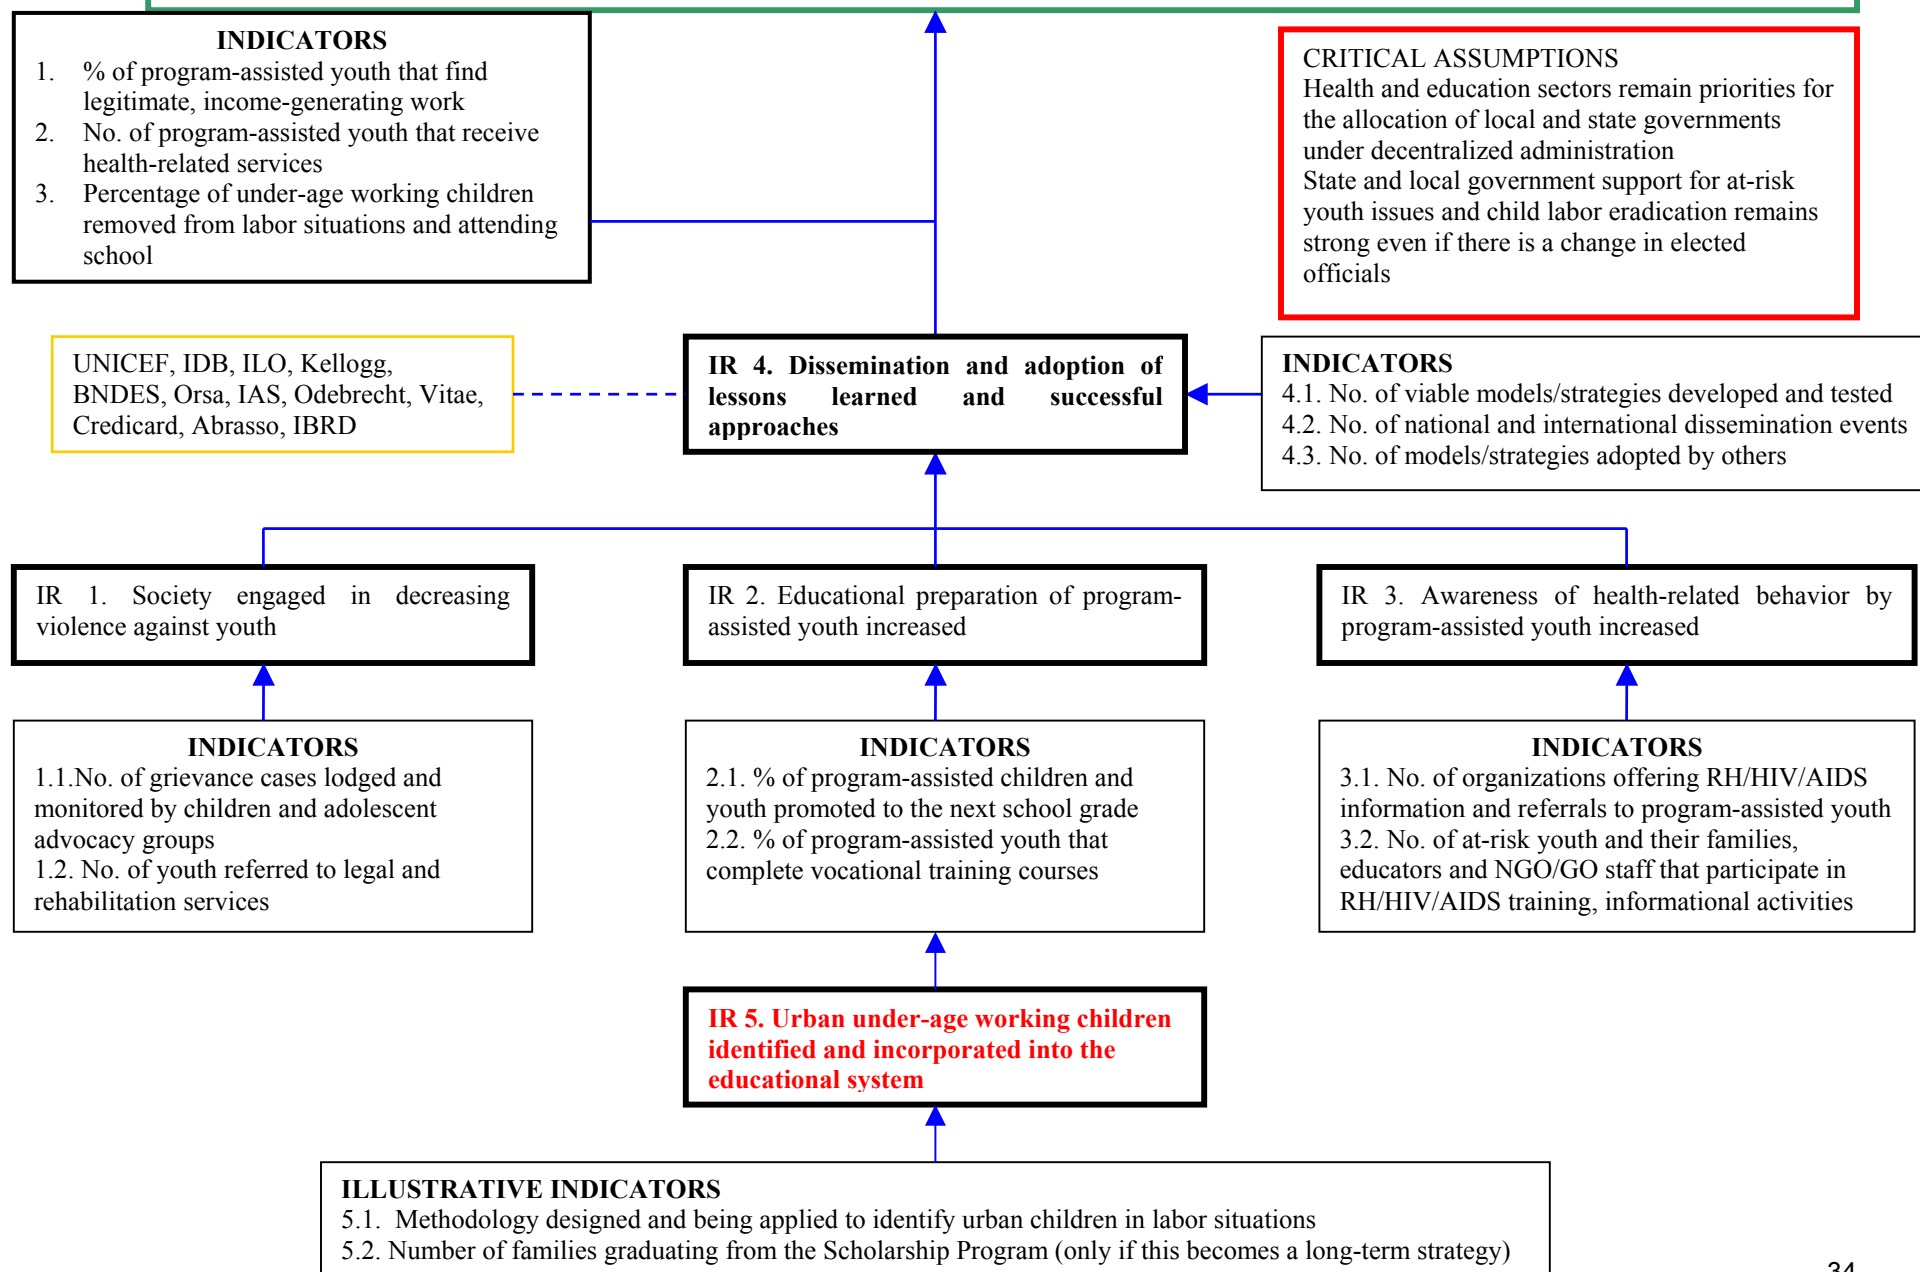 INDICATORS
1. % of program-assisted youth that find
legitimate, income-generating work
2. No. of program-assisted youth that receive
health-related services
3. Percentage of under-age working children
removed from labor situations and attending
school
CRITICAL ASSUMPTIONS
Health and education sectors remain priorities for
the allocation of local and state governments
under decentralized administration
State and local government support for at-risk
youth issues and child labor eradication remains
strong even if there is a change in elected
officials
UNICEF, IDB, ILO, Kellogg,
BNDES, Orsa, IAS, Odebrecht, Vitae,
Credicard, Abrasso, IBRD
IR 4. Dissemination and adoption of
lessons learned and successful
approaches
INDICATORS
4.1. No. of viable models/strategies developed and tested
4.2. No. of national and international dissemination events
4.3. No. of models/strategies adopted by others
IR 1. Society engaged in decreasing
violence against youth
IR 2. Educational preparation of program-
assisted youth increased
IR 3. Awareness of health-related behavior by
program-assisted youth increased
INDICATORS
1.1.No. of grievance cases lodged and
monitored by children and adolescent
advocacy groups
1.2. No. of youth referred to legal and
rehabilitation services
INDICATORS
2.1. % of program-assisted children and
youth promoted to the next school grade
2.2. % of program-assisted youth that
complete vocational training courses
INDICATORS
3.1. No. of organizations offering RH/HIV/AIDS
information and referrals to program-assisted youth
3.2. No. of at-risk youth and their families,
educators and NGO/GO staff that participate in
RH/HIV/AIDS training, informational activities
IR 5. Urban under-age working children
identified and incorporated into the
educational system
ILLUSTRATIVE INDICATORS
5.1. Methodology designed and being applied to identify urban children in labor situations
5.2. Number of families graduating from the Scholarship Program (only if this becomes a long-term strategy)
34